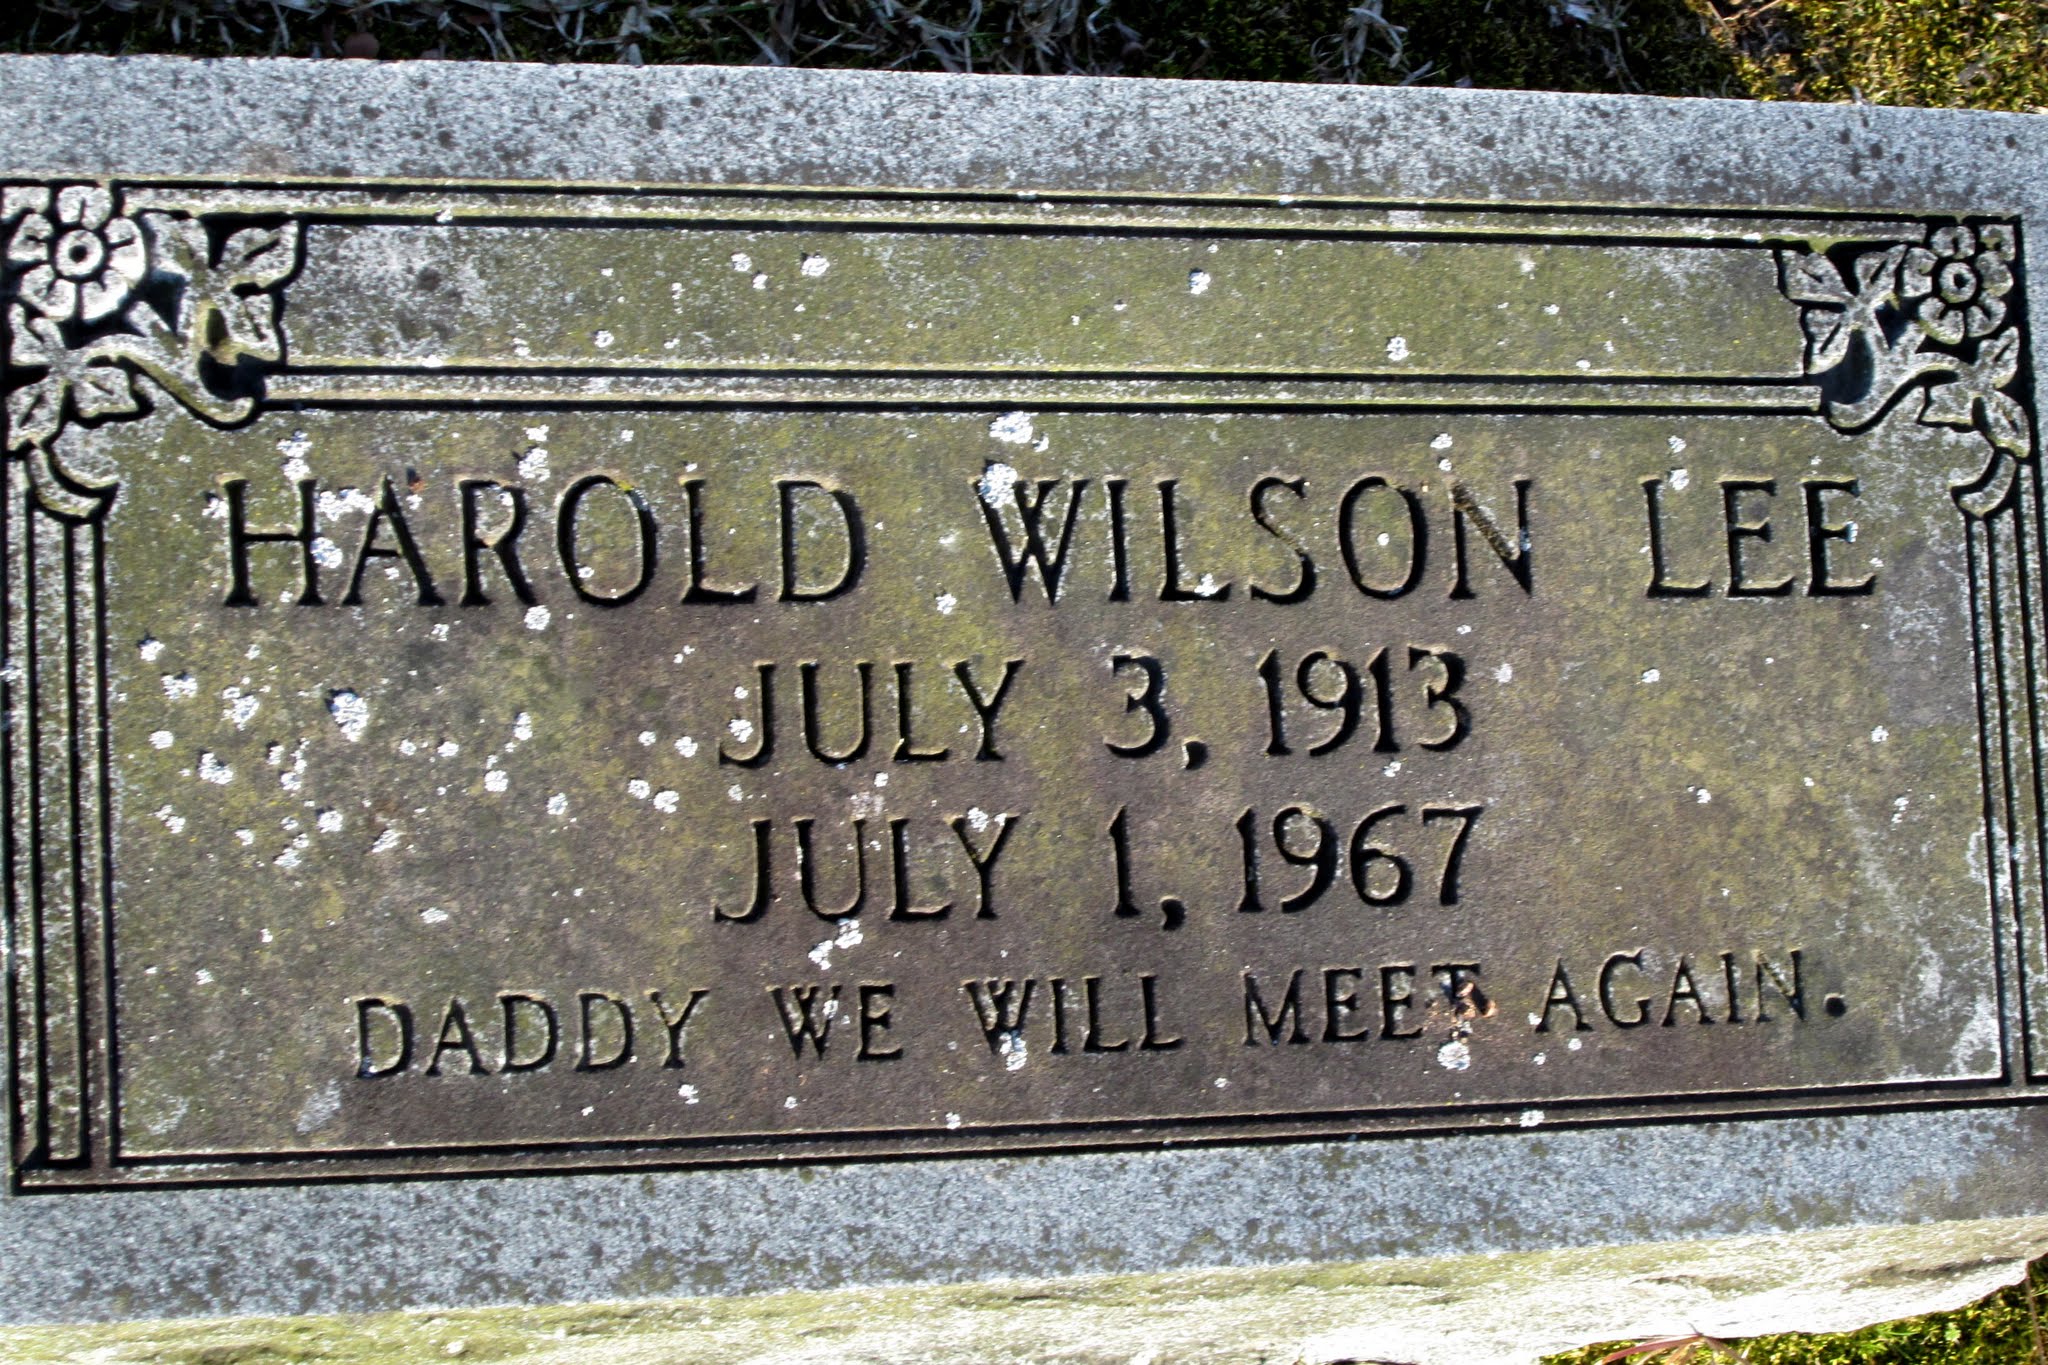 HAROLD WILSON LEE
JULY 3, 1913
JULY 1, 1967
DADDY WE WILL MEET AGAIN.